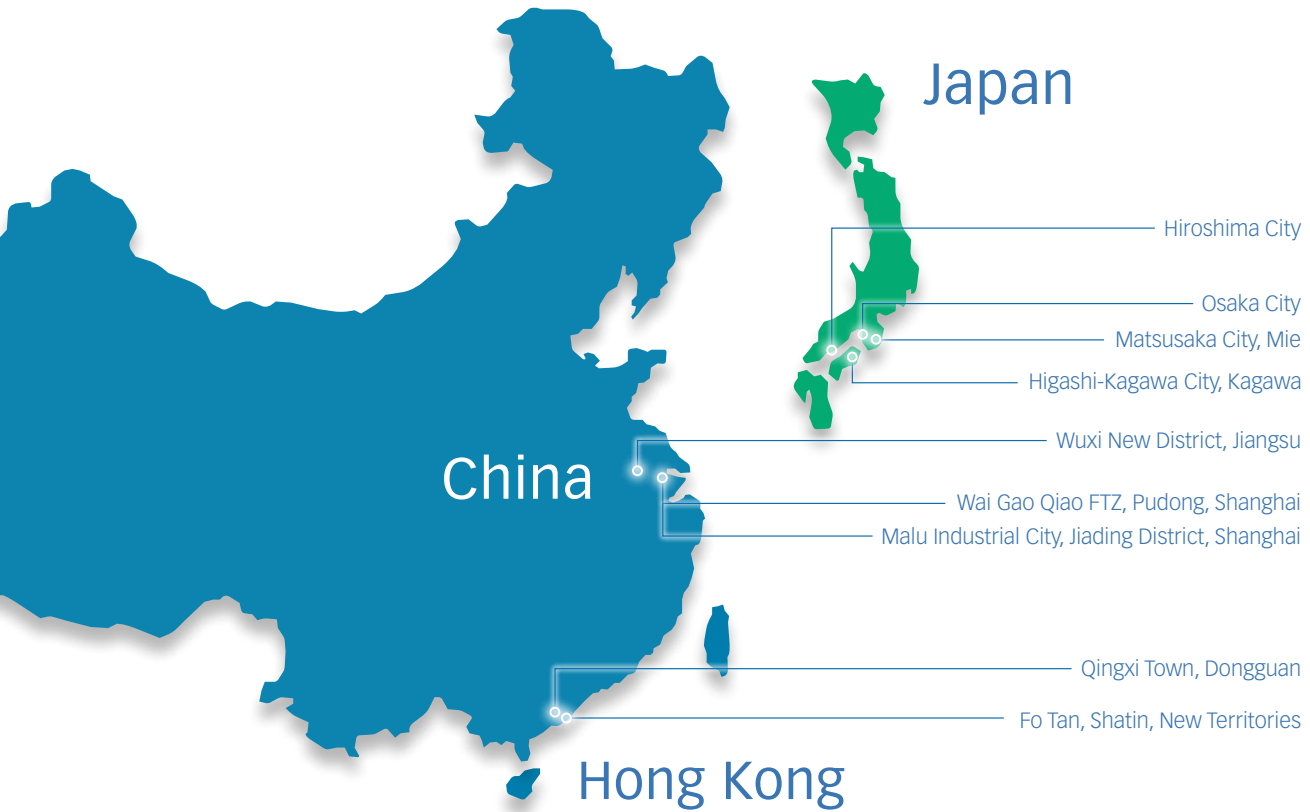 Japan
Hiroshima City
Osaka City
Matsusaka City, Mie
Higashi-Kagawa City, Kagawa
Wuxi New District, Jiangsu
China
Wai Gao Qiao FTZ, Pudong, Shanghai
Malu Industrial City, Jiading District, Shanghai
Qingxi Town, Dongguan
Fo Tan, Shatin, New Territories
Hong Kong